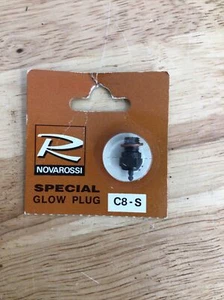 R
NOVAROSSI
SPECIAL
GLOW PLUG
C8-S